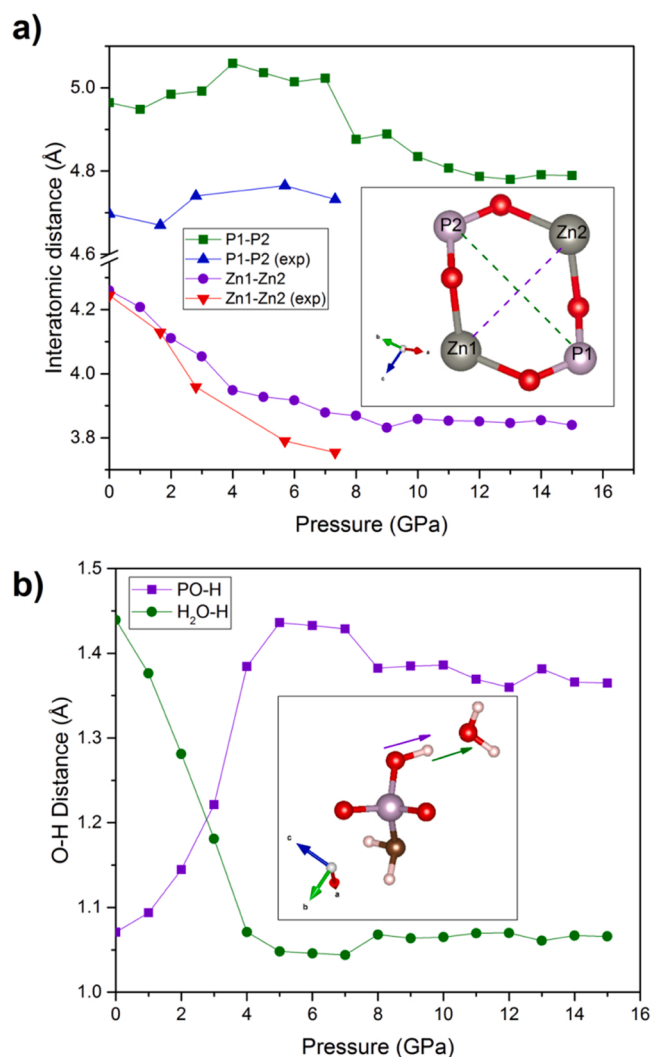 a)
Interatomic distance (Å)
5.0
4.8
4.6
4.2
4.0
3.8
P1-P2
P1-P2 (exp)
Zn1-Zn2
Zn1-Zn2 (exp)
P2
Zn2
Zn1
P1
b
a
c
0 2 4 6 8 10 12 14 16
Pressure (GPa)
b)
O-H Distance (Å)
1.5
1.4
1.3
1.2
1.1
1.0
PO-H
H₂O-H
c
b
a
0 2 4 6 8 10 12 14 16
Pressure (GPa)